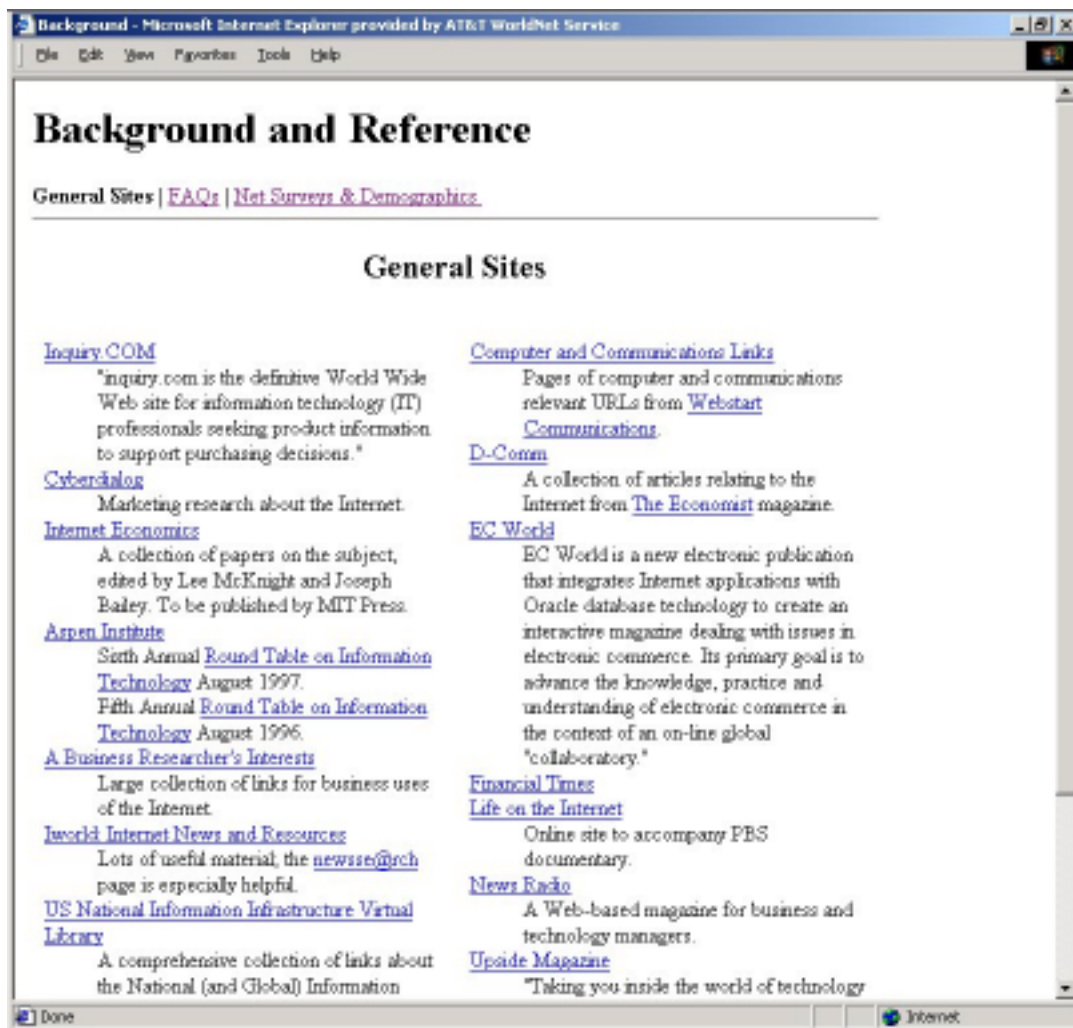 Background - Microsoft Internet Explorer provided by AT&T WorldNet Service
File Edit View Favorites Tools Help
Background and Reference
General Sites | FAQs | Net Surveys & Demographics
General Sites
Inquiry.COM
"inquiry.com is the definitive World Wide
Web site for information technology (IT)
professionals seeking product information
to support purchasing decisions."
Cyberdialog
Marketing research about the Internet.
Internet Economics
A collection of papers on the subject,
edited by Lee McKnight and Joseph
Bailey. To be published by MIT Press.
Aspen Institute
Sixth Annual Round Table on Information
Technology August 1997.
Fifth Annual Round Table on Information
Technology August 1996.
A Business Researcher's Interests
Large collection of links for business uses
of the Internet.
Iworld: Internet News and Resources
Lots of useful material; the newsse@rch
page is especially helpful.
US National Information Infrastructure Virtual
Library
A comprehensive collection of links about
the National (and Global) Information
Computer and Communications Links
Pages of computer and communications
relevant URLs from Webstart
Communications.
D-Comm
A collection of articles relating to the
Internet from The Economist magazine.
EC World
EC World is a new electronic publication
that integrates Internet applications with
Oracle database technology to create an
interactive magazine dealing with issues in
electronic commerce. Its primary goal is to
advance the knowledge, practice and
understanding of electronic commerce in
the context of an on-line global
"collaboratory."
Financial Times
Life on the Internet
Online site to accompany PBS
documentary.
News Radio
A Web-based magazine for business and
technology managers.
Upside Magazine
"Taking you inside the world of technology
Done
Internet